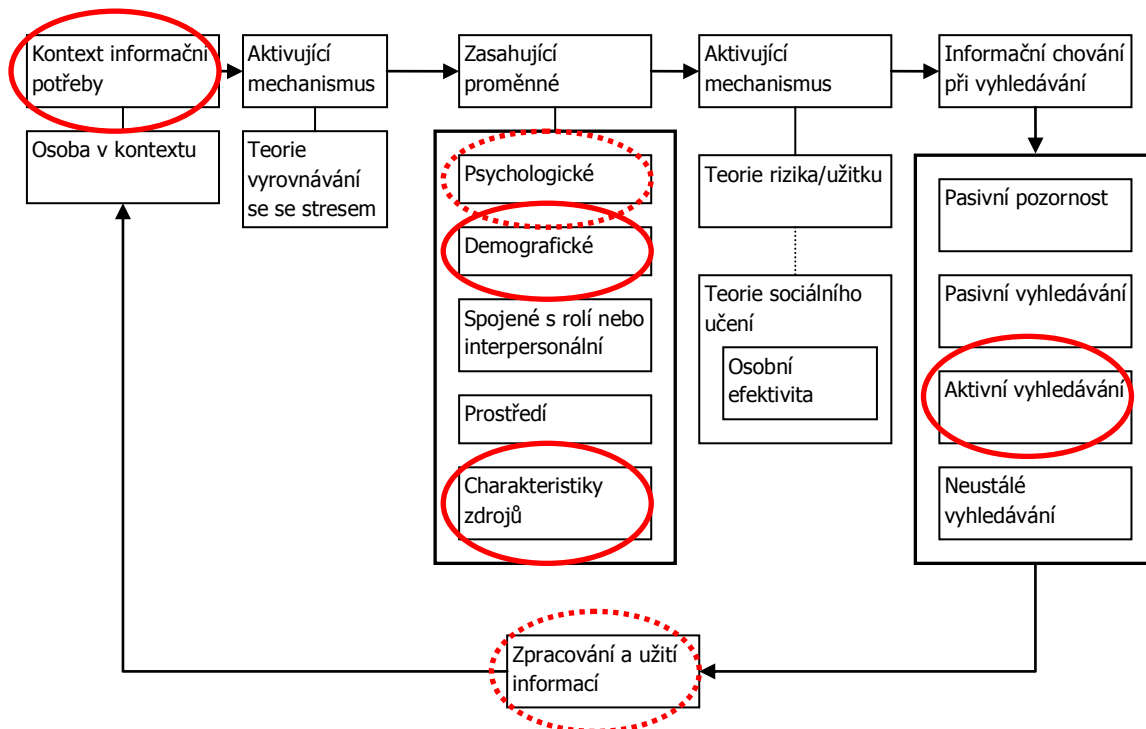 Kontext informační
potřeby
Aktivující
mechanismus
Zasahující
proměnné
Aktivující
mechanismus
Informační chování
při vyhledávání
Osoba v kontextu
Teorie
vyrovnávání
se se stresem
Psychologické
Demografické
Spojené s rolí nebo
interpersonální
Prostředí
Charakteristiky
zdrojů
Teorie rizika/užitku
Teorie sociálního
učení
Osobní
efektivita
Pasivní pozornost
Pasivní vyhledávání
Aktivní vyhledávání
Neustálé
vyhledávání
Zpracování a užití
informací